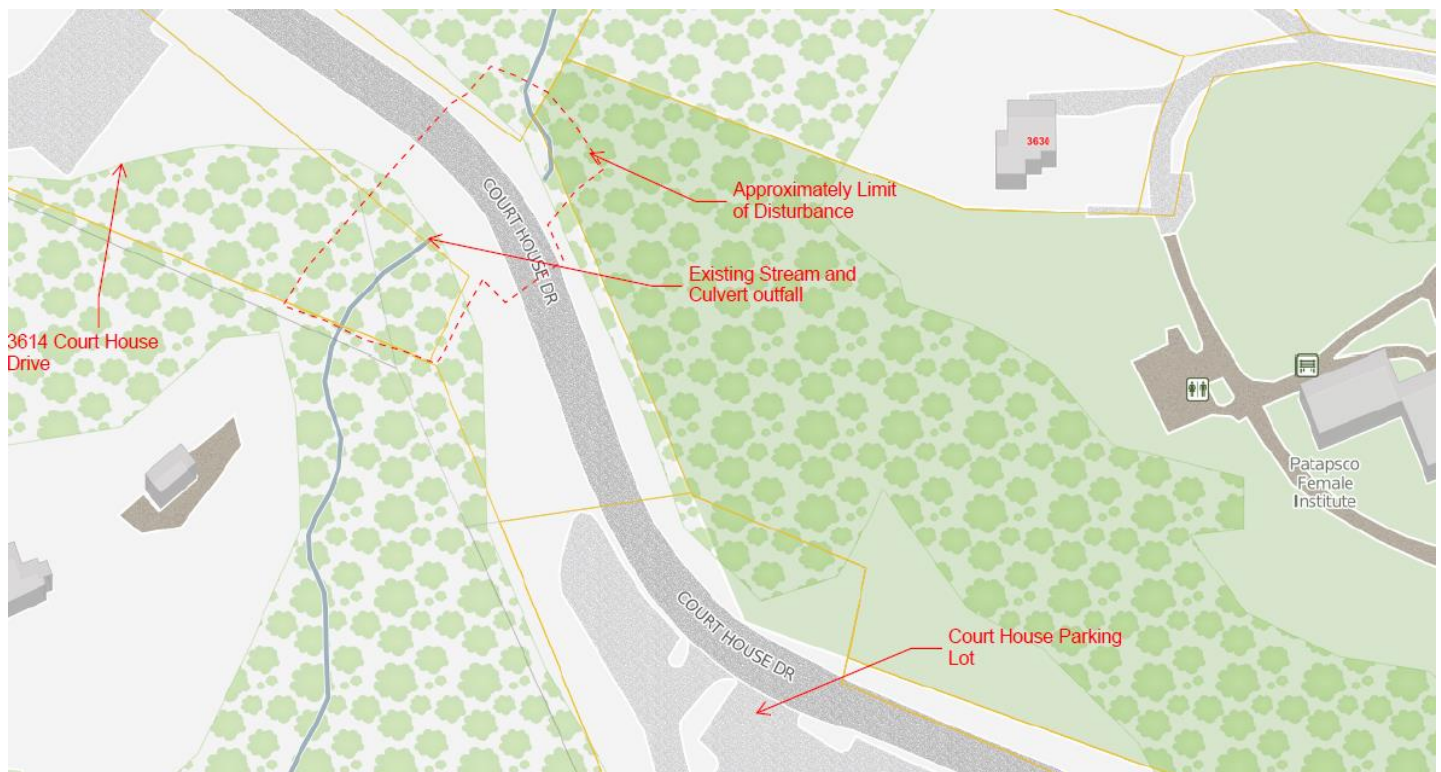 3630
Approximately Limit
of Disturbance
COURT HOUSE DR
Existing Stream and
Culvert outfall
3614 Court House
Drive
Patapsco
Female
Institute
COURT HOUSE DR
Court House Parking
Lot